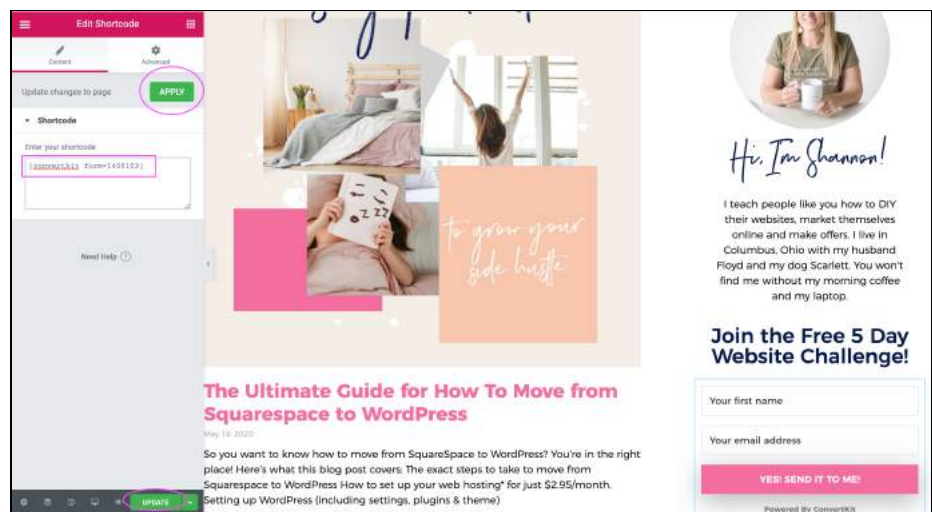 Edit Shortcode
Content
Advanced
Update changes to page
APPLY
Shortcode
Enter your shortcode
[convertkit form=1408153]
Need Help
UPDATE
to grow your
side hustle
The Ultimate Guide for How To Move from
Squarespace to WordPress
May 19, 2020
So you want to know how to move from SquareSpace to WordPress? You're in the right
place! Here's what this blog post covers: The exact steps to take to move from
Squarespace to WordPress How to set up your web hosting* for just $2.95/month.
Setting up WordPress (including settings, plugins & theme)
Hi, I'm Shannon!
I teach people like you how to DIY
their websites, market themselves
online and make offers. I live in
Columbus, Ohio with my husband
Floyd and my dog Scarlett. You won't
find me without my morning coffee
and my laptop.
Join the Free 5 Day
Website Challenge!
Your first name
Your email address
YES! SEND IT TO ME!
Powered By ConvertKit